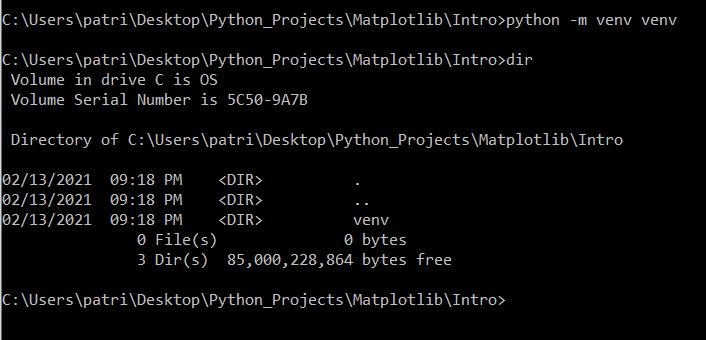 C:\Users\patri\Desktop\Python_Projects\Matplotlib\Intro>python -m venv venv
C:\Users\patri\Desktop\Python_Projects\Matplotlib\Intro>dir
 Volume in drive C is OS
 Volume Serial Number is 5C50-9A7B
 Directory of C:\Users\patri\Desktop\Python_Projects\Matplotlib\Intro
02/13/2021  09:18 PM    <DIR>          .
02/13/2021  09:18 PM    <DIR>          ..
02/13/2021  09:18 PM    <DIR>          venv
               0 File(s)              0 bytes
               3 Dir(s)  85,000,228,864 bytes free
C:\Users\patri\Desktop\Python_Projects\Matplotlib\Intro>